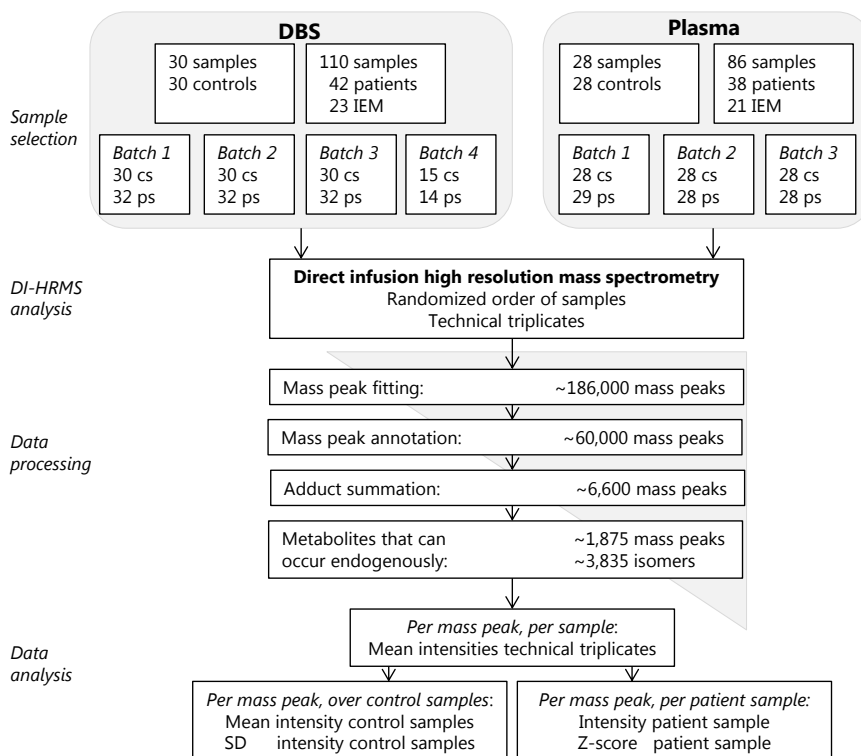 DBS
30 samples
30 controls
110 samples
42 patients
23 IEM
Plasma
28 samples
28 controls
86 samples
38 patients
21 IEM
Sample
selection
Batch 1
30 cs
32 ps
Batch 2
30 cs
32 ps
Batch 3
30 cs
32 ps
Batch 4
15 cs
14 ps
Batch 1
28 cs
29 ps
Batch 2
28 cs
28 ps
Batch 3
28 cs
28 ps
DI-HRMS
analysis
Direct infusion high resolution mass spectrometry
Randomized order of samples
Technical triplicates
Data
processing
Mass peak fitting: ~186,000 mass peaks
Mass peak annotation: ~60,000 mass peaks
Adduct summation: ~6,600 mass peaks
Metabolites that can ~1,875 mass peaks
occur endogenously: ~3,835 isomers
Data
analysis
Per mass peak, per sample:
Mean intensities technical triplicates
Per mass peak, over control samples:
Mean intensity control samples
SD intensity control samples
Per mass peak, per patient sample:
Intensity patient sample
Z-score patient sample